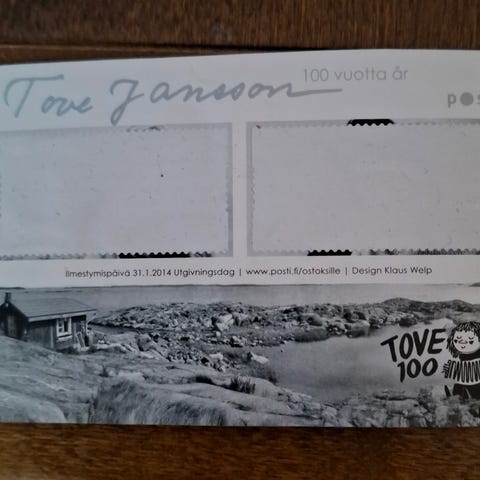 Tove Jansson
100 vuotta år
Ilmestymispäivä 31.1.2014 Utgivningsdag | www.posti.fi/ostoksille | Design Klaus Welp
TOVE
100